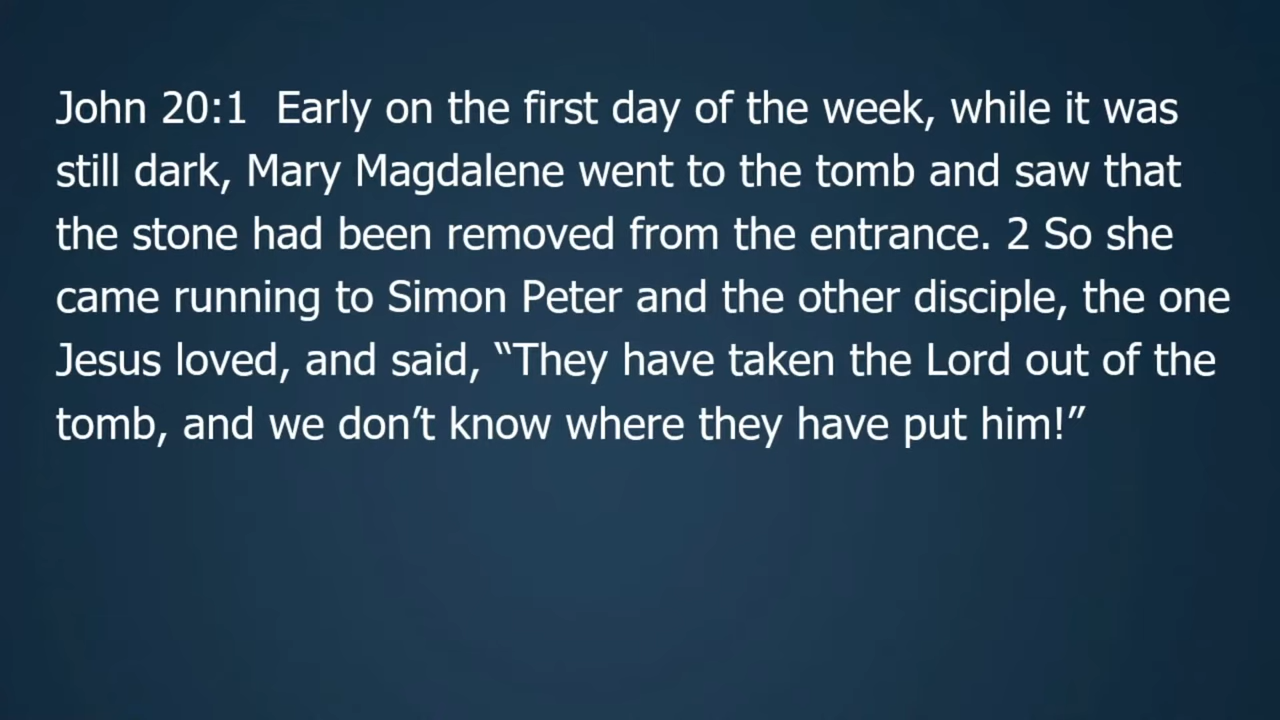 John 20:1  Early on the first day of the week, while it was
still dark, Mary Magdalene went to the tomb and saw that
the stone had been removed from the entrance. 2 So she
came running to Simon Peter and the other disciple, the one
Jesus loved, and said, “They have taken the Lord out of the
tomb, and we don’t know where they have put him!”